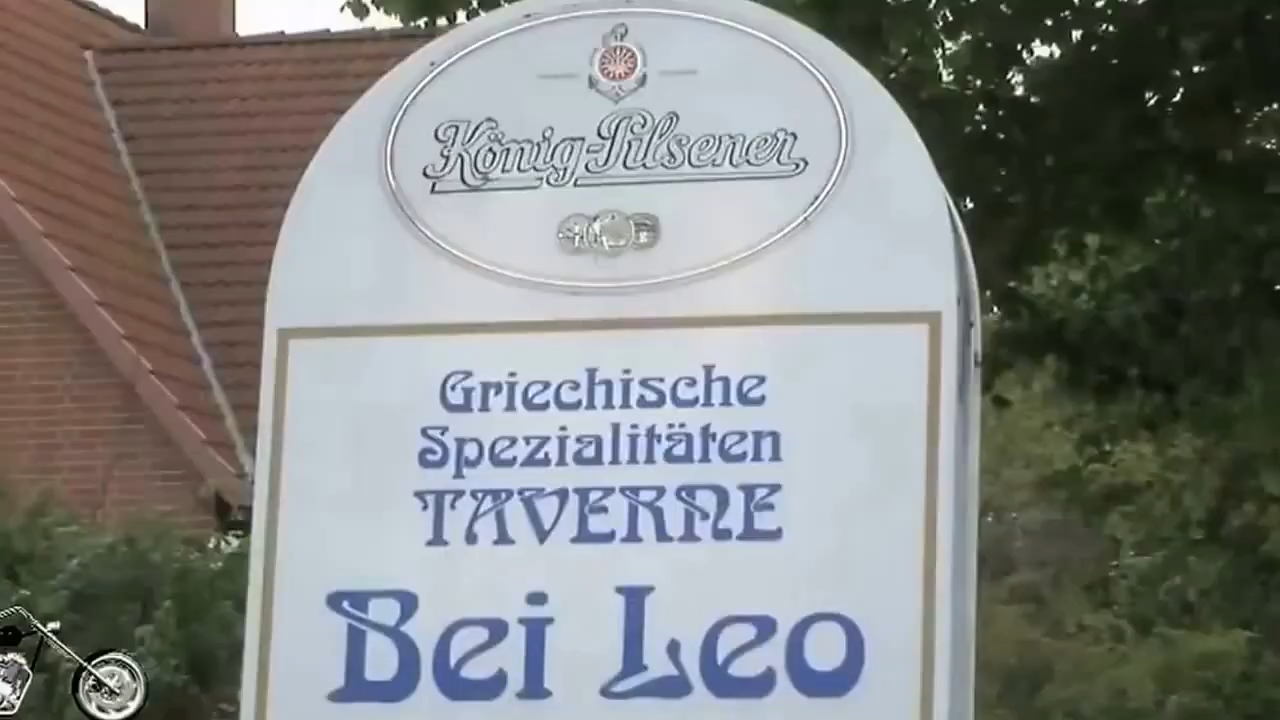 König-Pilsener
Griechische
Spezialitäten
TAVERNE
Bei Leo